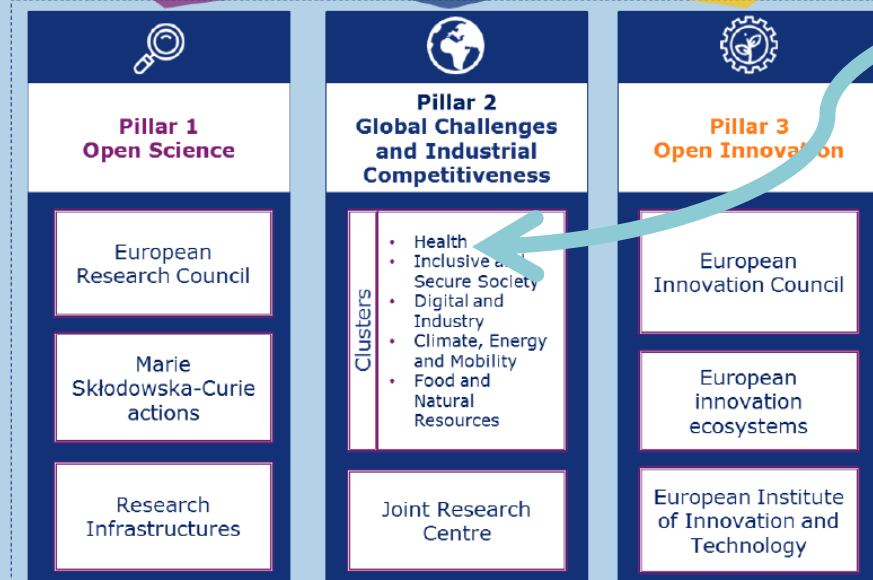 Pillar 1
Open Science
European
Research Council
Marie
Skłodowska-Curie
actions
Research
Infrastructures
Pillar 2
Global Challenges
and Industrial
Competitiveness
Clusters
• Health
• Inclusive and
Secure Society
• Digital and
Industry
• Climate, Energy
and Mobility
• Food and
Natural
Resources
Joint Research
Centre
Pillar 3
Open Innovation
European
Innovation Council
European
innovation
ecosystems
European Institute
of Innovation and
Technology